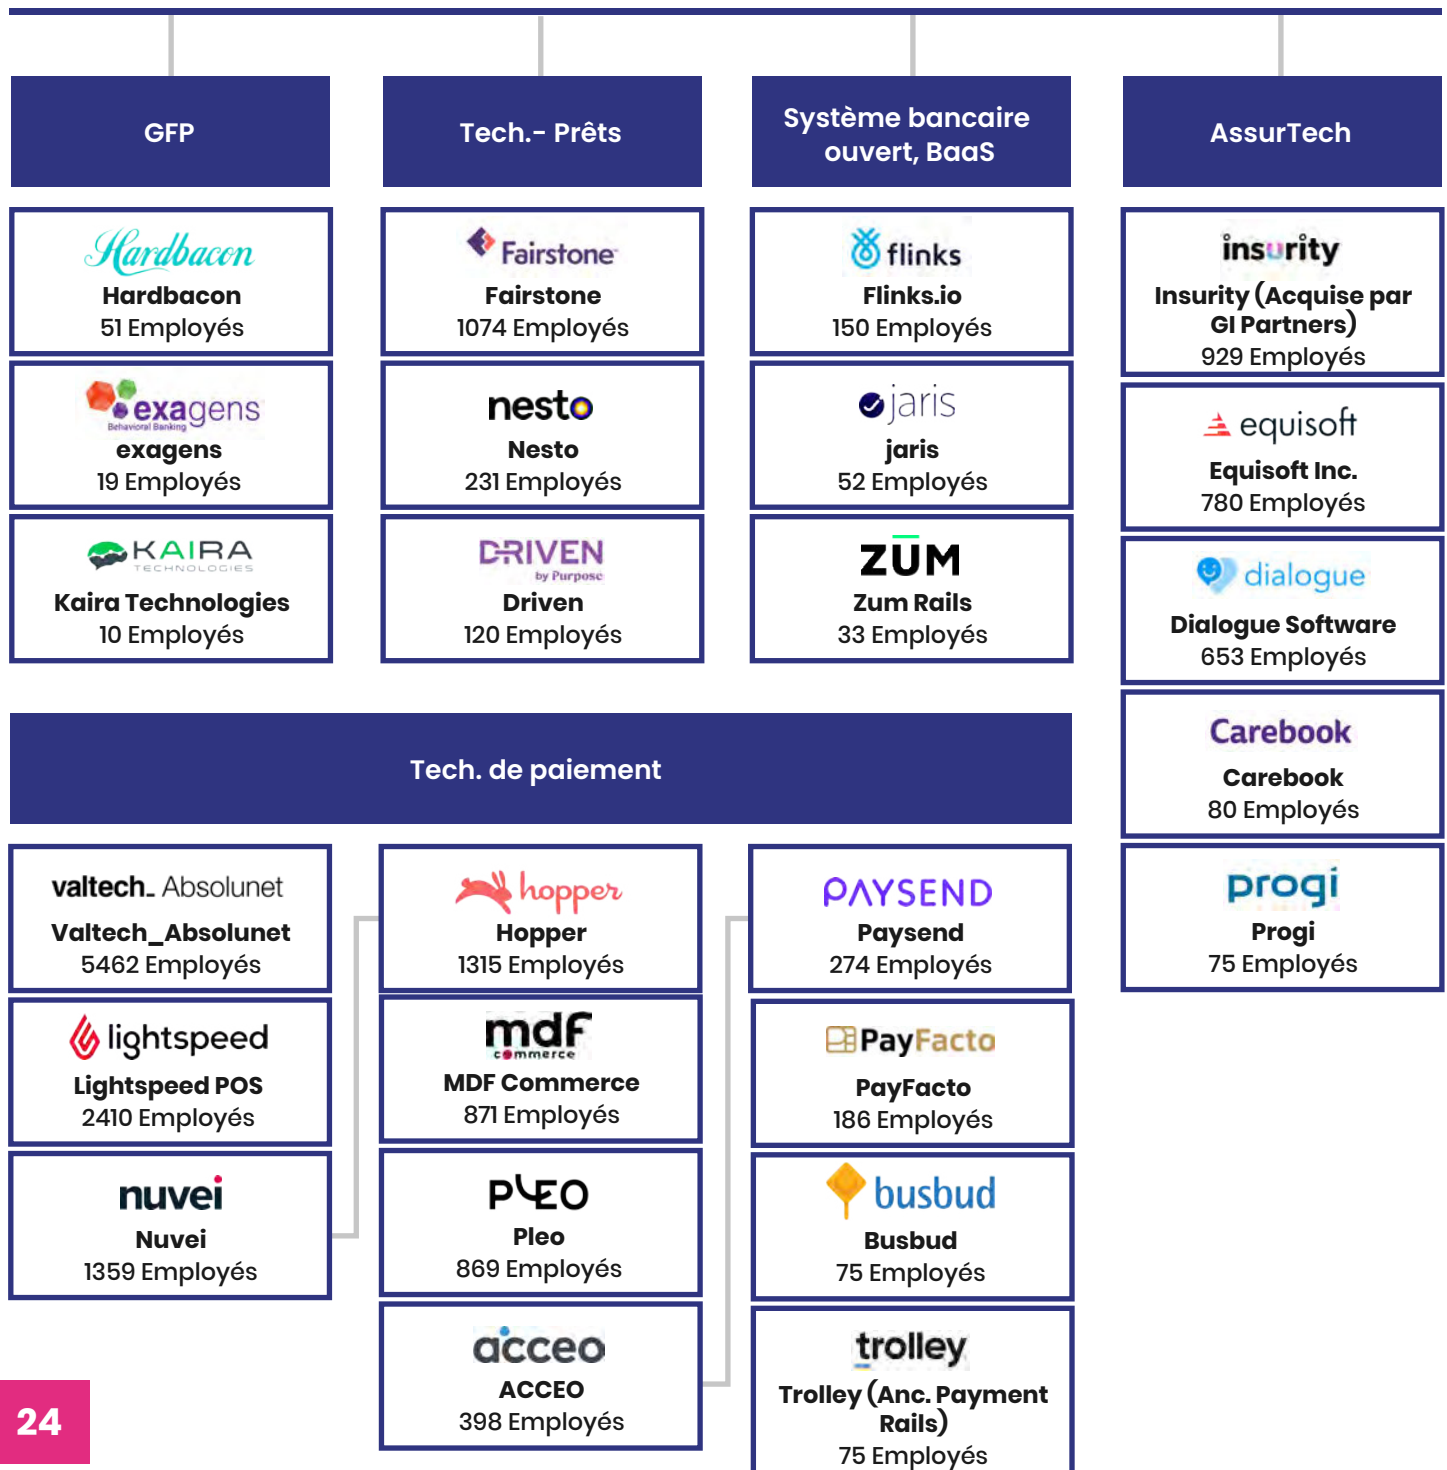 GFP
Hardbacon
Hardbacon
51 Employés
exagens
Behavioral Banking
exagens
19 Employés
KAIRA
TECHNOLOGIES
Kaira Technologies
10 Employés
Tech.- Prêts
Fairstone
Fairstone
1074 Employés
nesto
Nesto
231 Employés
DRIVEN
by Purpose
Driven
120 Employés
Système bancaire
ouvert, BaaS
flinks
Flinks.io
150 Employés
jaris
jaris
52 Employés
ZŪM
Zum Rails
33 Employés
AssurTech
insurity
Insurity (Acquise par
GI Partners)
929 Employés
equisoft
Equisoft Inc.
780 Employés
dialogue
Dialogue Software
653 Employés
Carebook
Carebook
80 Employés
progi
Progi
75 Employés
Tech. de paiement
valtech_ Absolunet
Valtech_Absolunet
5462 Employés
lightspeed
Lightspeed POS
2410 Employés
nuvei
Nuvei
1359 Employés
hopper
Hopper
1315 Employés
mdf
commerce
MDF Commerce
871 Employés
PLEO
Pleo
869 Employés
acceo
ACCEO
398 Employés
PAYSEND
Paysend
274 Employés
PayFacto
PayFacto
186 Employés
busbud
Busbud
75 Employés
trolley
Trolley (Anc. Payment
Rails)
75 Employés
24